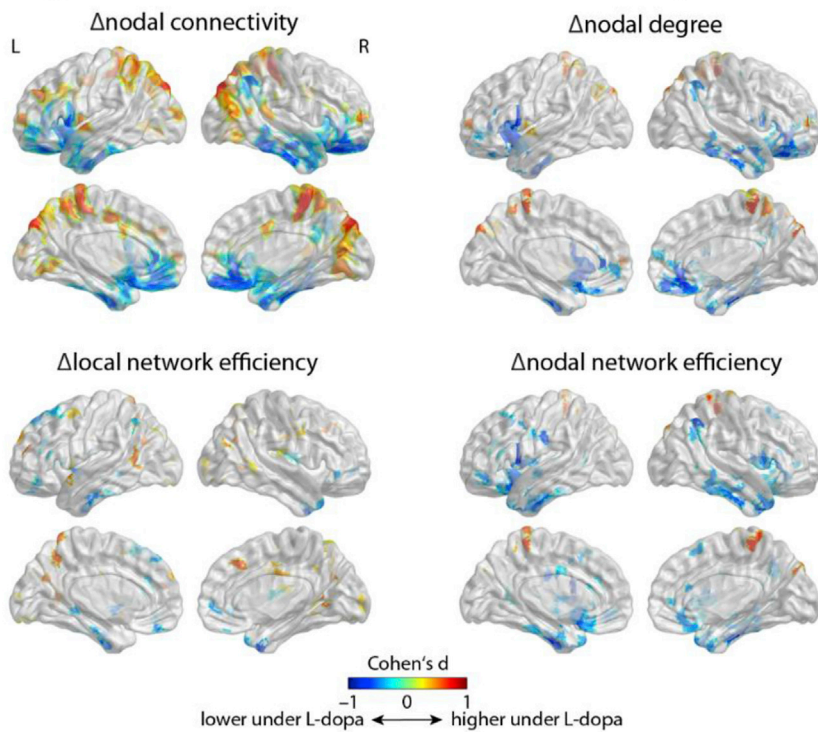 Δnodal connectivity
L
R
Δnodal degree
Δlocal network efficiency
Δnodal network efficiency
Cohen's d
−1 0 1
lower under L-dopa ⟷ higher under L-dopa